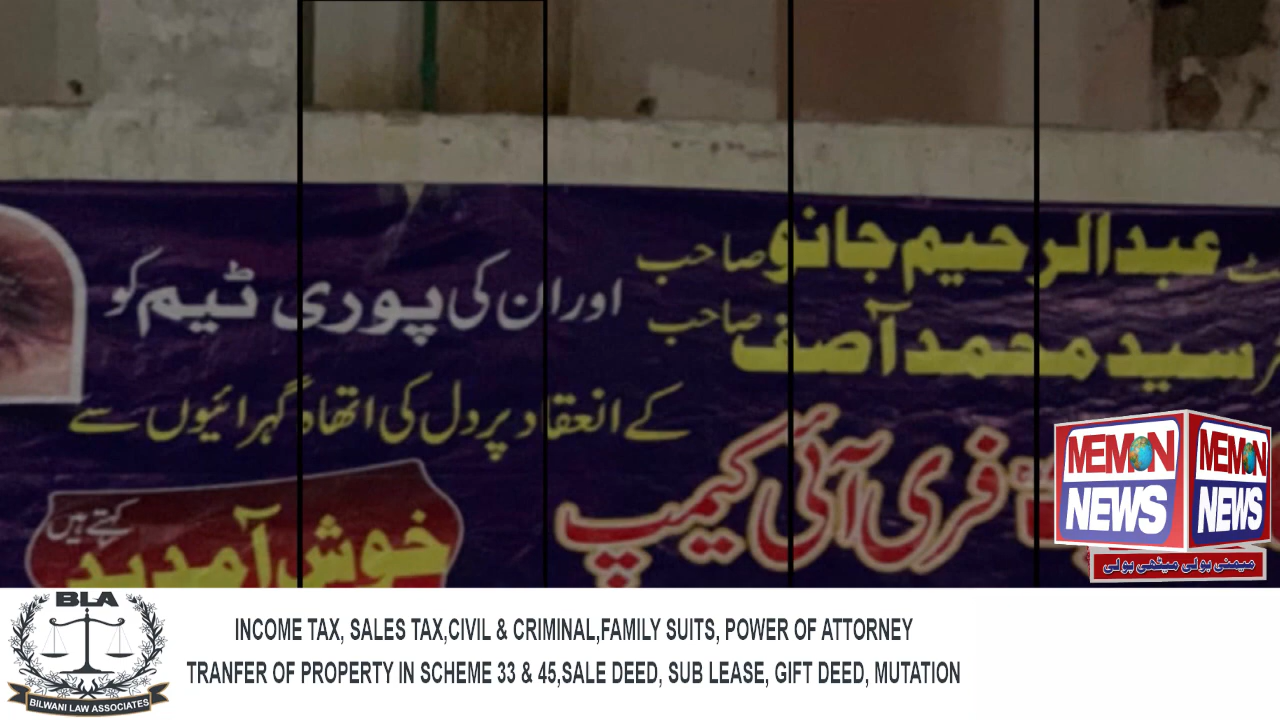 عبدالرحیم جانو صاحب
سید محمد آصف صاحب
اور ان کی پوری ٹیم کو
کے انعقاد پر دل کی اتھاہ گہرائیوں سے
فری آئی کیمپ
خوش آمدید کہتے ہیں
MEMON NEWS
MEMON NEWS
میمنی بولی میٹھی بولی
BLA
BILWANI LAW ASSOCIATES
INCOME TAX, SALES TAX,CIVIL & CRIMINAL,FAMILY SUITS, POWER OF ATTORNEY
TRANFER OF PROPERTY IN SCHEME 33 & 45,SALE DEED, SUB LEASE, GIFT DEED, MUTATION